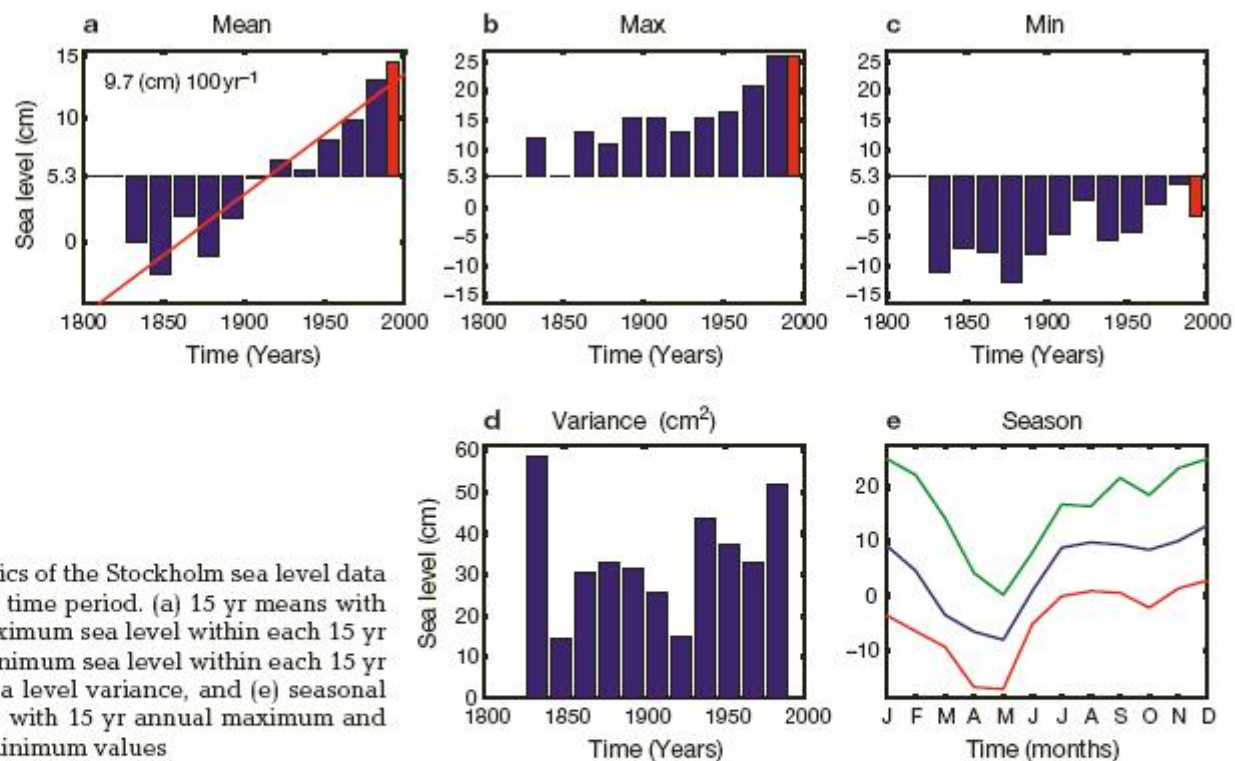 a Mean
15
10
5.3
0
9.7 (cm) 100 yr⁻¹
Sea level (cm)
1800 1850 1900 1950 2000
Time (Years)
b Max
25
20
15
10
5.3
0
−5
−10
−15
1800 1850 1900 1950 2000
Time (Years)
c Min
25
20
15
10
5.3
0
−5
−10
−15
1800 1850 1900 1950 2000
Time (Years)
d Variance (cm²)
60
50
40
30
20
10
0
Sea level (cm)
1800 1850 1900 1950 2000
Time (Years)
e Season
20
10
0
−10
J F M A M J J A S O N D
Time (months)
ics of the Stockholm sea level data
time period. (a) 15 yr means with
ximum sea level within each 15 yr
nimum sea level within each 15 yr
a level variance, and (e) seasonal
with 15 yr annual maximum and
inimum values